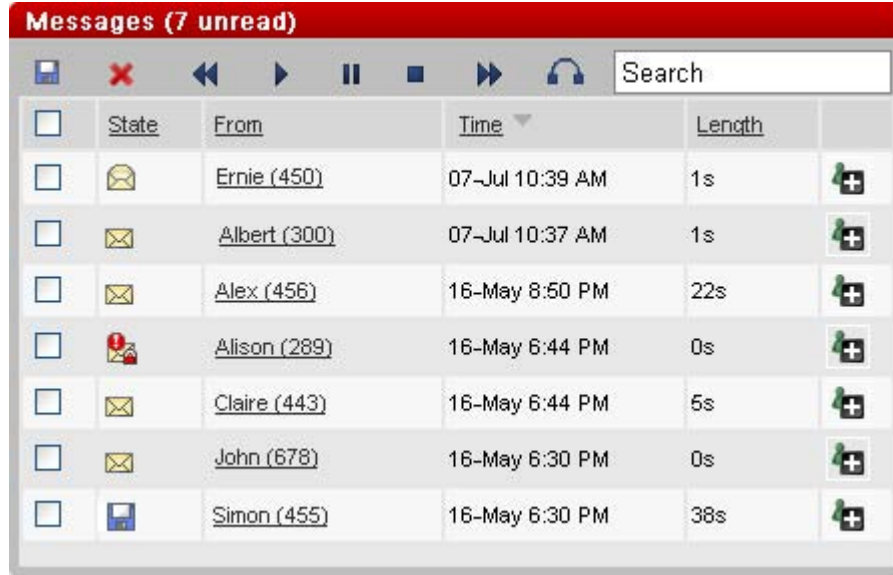 Messages (7 unread)
Search
State From Time Length
Ernie (450) 07-Jul 10:39 AM 1s
Albert (300) 07-Jul 10:37 AM 1s
Alex (456) 16-May 8:50 PM 22s
Alison (289) 16-May 6:44 PM 0s
Claire (443) 16-May 6:44 PM 5s
John (678) 16-May 6:30 PM 0s
Simon (455) 16-May 6:30 PM 38s